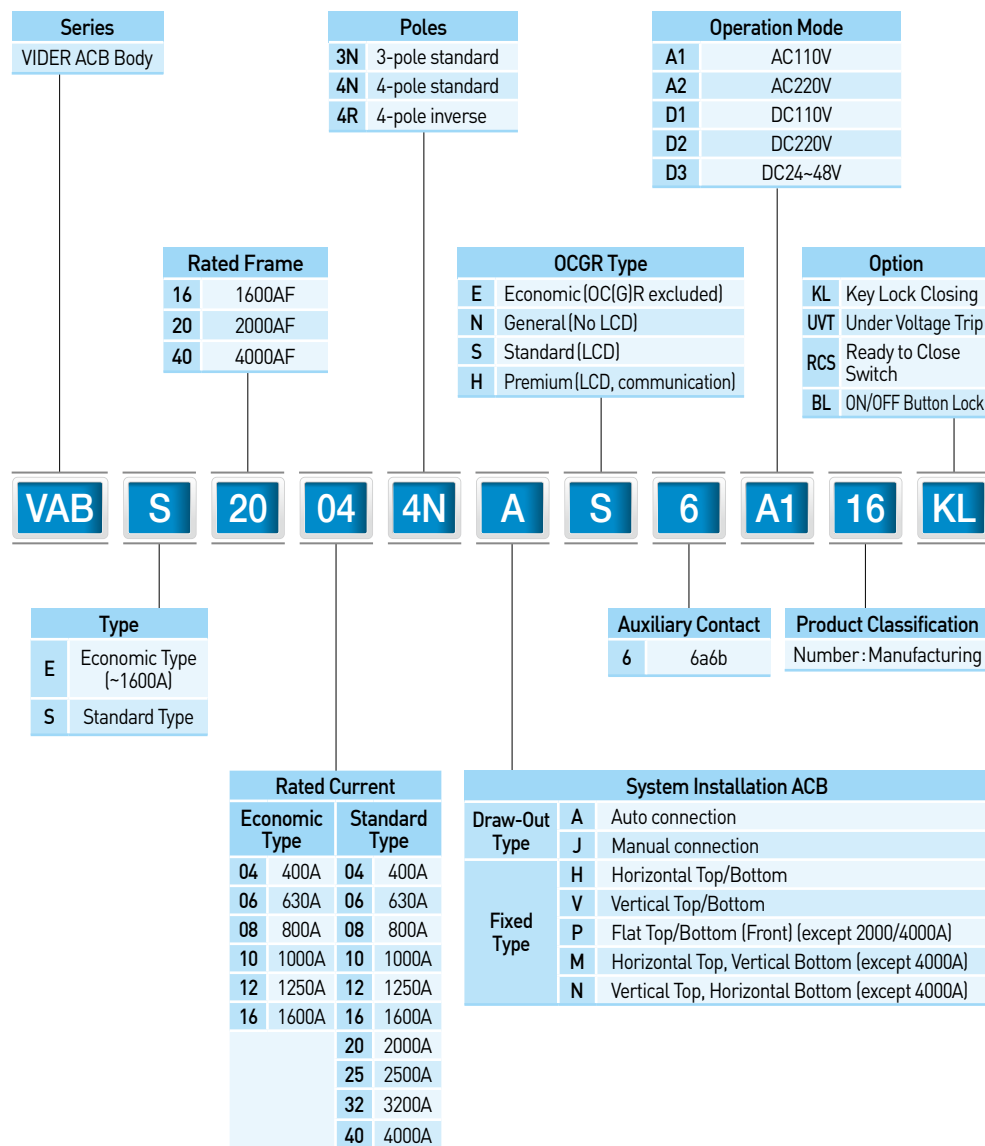 Series
VIDER ACB Body
Poles
3N 3-pole standard
4N 4-pole standard
4R 4-pole inverse
Operation Mode
A1 AC110V
A2 AC220V
D1 DC110V
D2 DC220V
D3 DC24~48V
Rated Frame
16 1600AF
20 2000AF
40 4000AF
OCGR Type
E Economic(OC(G)R excluded)
N General(No LCD)
S Standard(LCD)
H Premium(LCD, communication)
Option
KL Key Lock Closing
UVT Under Voltage Trip
RCS Ready to Close
Switch
BL ON/OFF Button Lock
VAB S 20 04 4N A S 6 A1 16 KL
Type
E Economic Type
(~1600A)
S Standard Type
Auxiliary Contact
6 6a6b
Product Classification
Number : Manufacturing
Rated Current
Economic Type Standard Type
04 400A 04 400A
06 630A 06 630A
08 800A 08 800A
10 1000A 10 1000A
12 1250A 12 1250A
16 1600A 16 1600A
20 2000A
25 2500A
32 3200A
40 4000A
System Installation ACB
Draw-Out Type
A Auto connection
J Manual connection
Fixed Type
H Horizontal Top/Bottom
V Vertical Top/Bottom
P Flat Top/Bottom (Front) (except 2000/4000A)
M Horizontal Top, Vertical Bottom (except 4000A)
N Vertical Top, Horizontal Bottom (except 4000A)